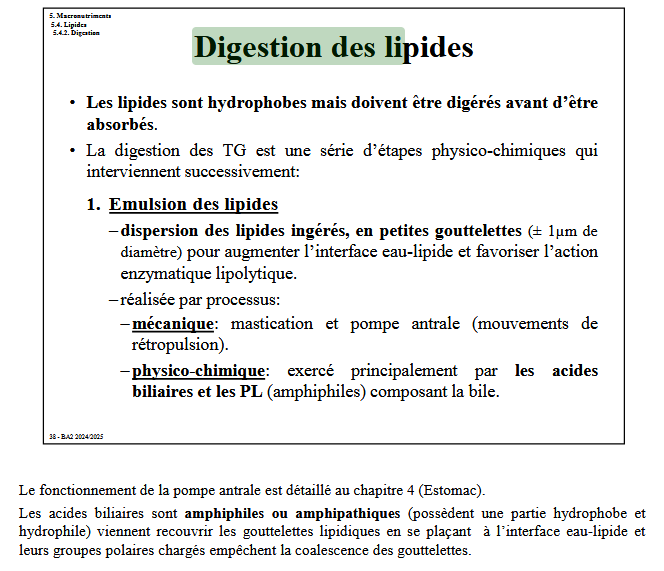 5. Macronutriments
5.4. Lipides
5.4.2. Digestion
Digestion des lipides
• Les lipides sont hydrophobes mais doivent être digérés avant d’être
absorbés.
• La digestion des TG est une série d’étapes physico-chimiques qui
interviennent successivement:
1. Emulsion des lipides
–dispersion des lipides ingérés, en petites gouttelettes (± 1µm de
diamètre) pour augmenter l’interface eau-lipide et favoriser l’action
enzymatique lipolytique.
–réalisée par processus:
–mécanique: mastication et pompe antrale (mouvements de
rétropulsion).
–physico-chimique: exercé principalement par les acides
biliaires et les PL (amphiphiles) composant la bile.
38 - BA2 2024/2025
Le fonctionnement de la pompe antrale est détaillé au chapitre 4 (Estomac).
Les acides biliaires sont amphiphiles ou amphipathiques (possèdent une partie hydrophobe et
hydrophile) viennent recouvrir les gouttelettes lipidiques en se plaçant à l’interface eau-lipide et
leurs groupes polaires chargés empêchent la coalescence des gouttelettes.